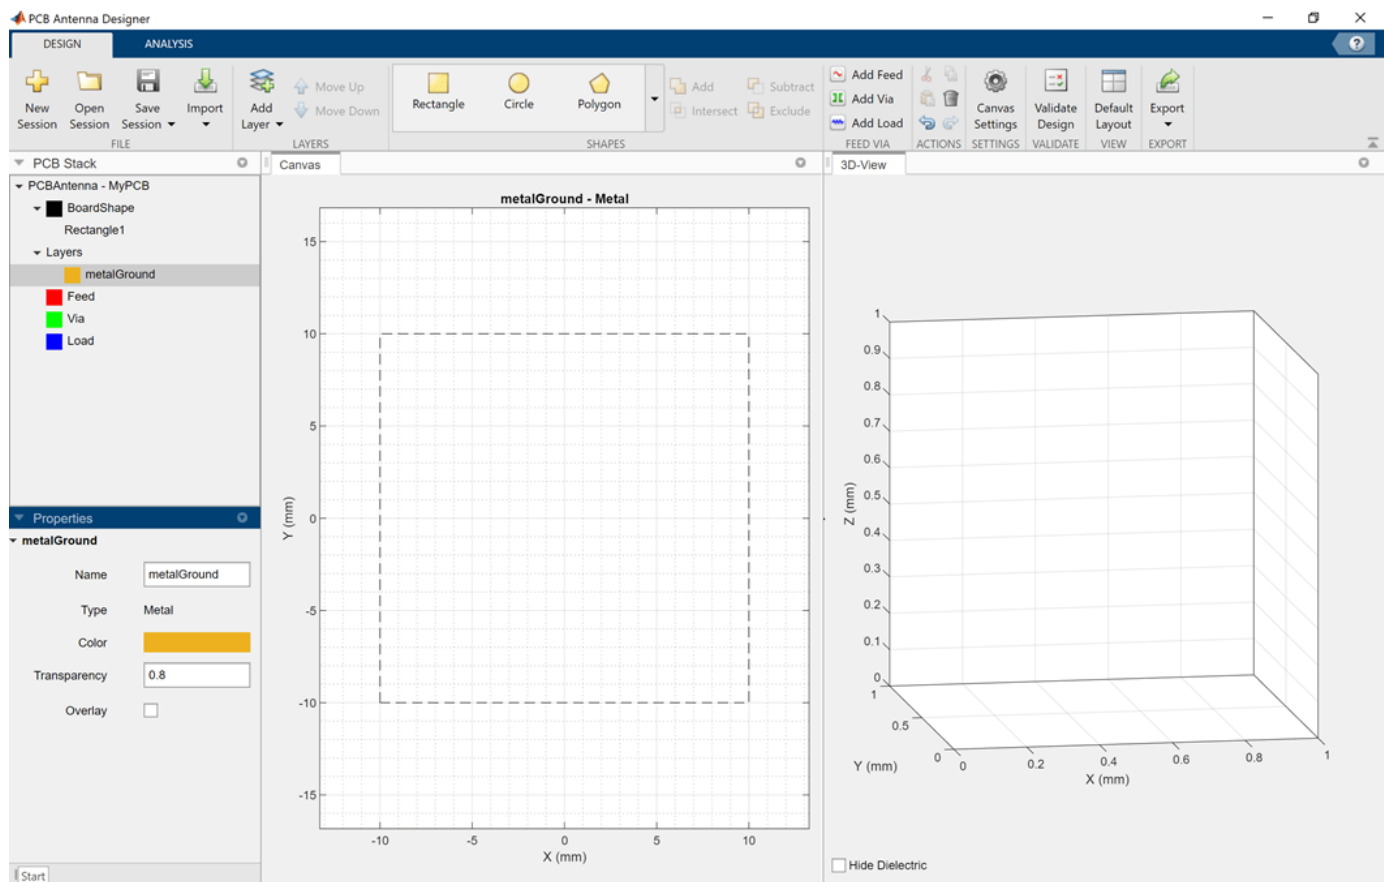 PCB Antenna Designer
DESIGN ANALYSIS
New Session
Open Session
Save Session
Import
Add Layer
Move Up
Move Down
Rectangle
Circle
Polygon
Add
Subtract
Intersect
Exclude
Add Feed
Add Via
Add Load
Canvas Settings
Validate Design
Default Layout
Export
FILE LAYERS SHAPES FEED VIA ACTIONS SETTINGS VALIDATE VIEW EXPORT
PCB Stack
PCBAntenna - MyPCB
BoardShape
Rectangle1
Layers
metalGround
Feed
Via
Load
Properties
metalGround
Name metalGround
Type Metal
Color
Transparency 0.8
Overlay
Start
Canvas
metalGround - Metal
15
10
5
0
-5
-10
-15
Y (mm)
-10 -5 0 5 10
X (mm)
3D-View
1
0.9
0.8
0.7
0.6
0.5
0.4
0.3
0.2
0.1
0
Z (mm)
1
0.5
0
Y (mm)
0 0.2 0.4 0.6 0.8 1
X (mm)
Hide Dielectric